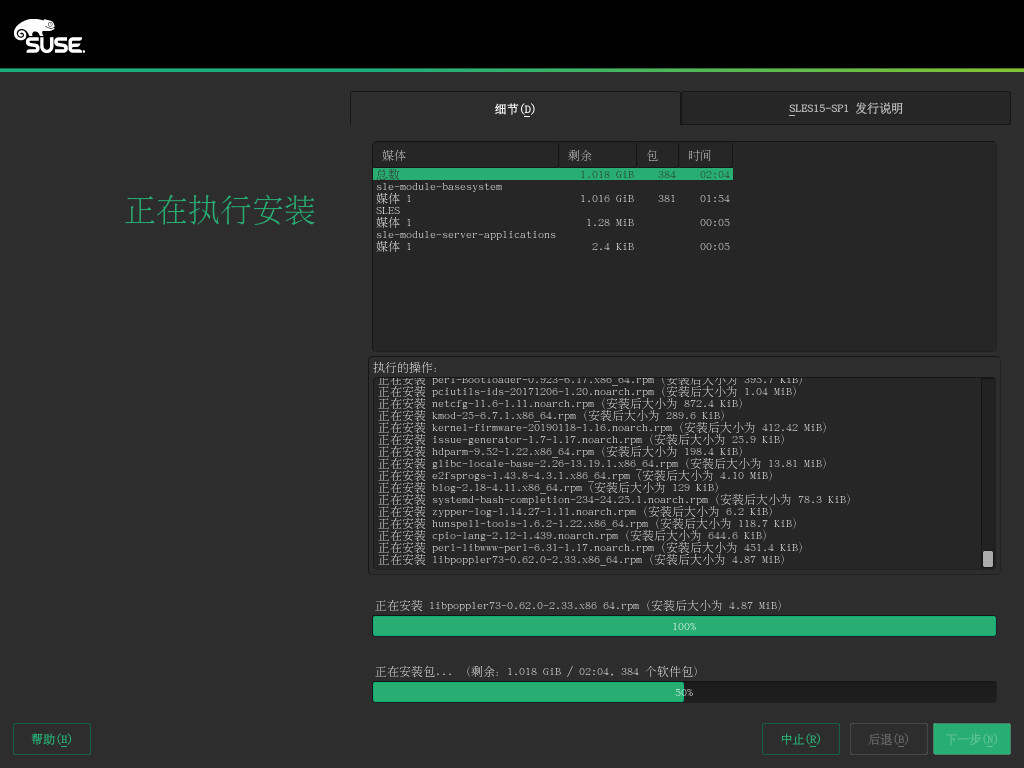 SUSE.
细节(D)
SLES15-SP1 发行说明
正在执行安装
媒体 剩余 包 时间
总数 1.018 GiB 384 02:04
sle-module-basesystem
媒体 1 1.016 GiB 381 01:54
SLES
媒体 1 1.28 MiB 00:05
sle-module-server-applications
媒体 1 2.4 KiB 00:05
执行的操作:
正在安装 perl-Bootloader-0.923-6.17.x86_64.rpm (安装后大小为 395.7 KiB)
正在安装 pciutils-ids-20171206-1.20.noarch.rpm (安装后大小为 1.04 MiB)
正在安装 netcfg-11.6-1.11.noarch.rpm (安装后大小为 872.4 KiB)
正在安装 kmod-25-6.7.1.x86_64.rpm (安装后大小为 289.6 KiB)
正在安装 kernel-firmware-20190118-1.16.noarch.rpm (安装后大小为 412.42 MiB)
正在安装 issue-generator-1.7-1.17.noarch.rpm (安装后大小为 25.9 KiB)
正在安装 hdparm-9.52-1.22.x86_64.rpm (安装后大小为 198.4 KiB)
正在安装 glibc-locale-base-2.26-13.19.1.x86_64.rpm (安装后大小为 13.81 MiB)
正在安装 e2fsprogs-1.43.8-4.3.1.x86_64.rpm (安装后大小为 4.10 MiB)
正在安装 blog-2.18-4.11.x86_64.rpm (安装后大小为 129 KiB)
正在安装 systemd-bash-completion-234-24.25.1.noarch.rpm (安装后大小为 78.3 KiB)
正在安装 zypper-log-1.14.27-1.11.noarch.rpm (安装后大小为 6.2 KiB)
正在安装 hunspell-tools-1.6.2-1.22.x86_64.rpm (安装后大小为 118.7 KiB)
正在安装 cpio-lang-2.12-1.439.noarch.rpm (安装后大小为 644.6 KiB)
正在安装 perl-libwww-perl-6.31-1.17.noarch.rpm (安装后大小为 451.4 KiB)
正在安装 libpoppler73-0.62.0-2.33.x86_64.rpm (安装后大小为 4.87 MiB)
正在安装 libpoppler73-0.62.0-2.33.x86 64.rpm (安装后大小为 4.87 MiB)
100%
正在安装包... (剩余: 1.018 GiB / 02:04, 384 个软件包)
50%
帮助(H)
中止(R)
后退(B)
下一步(N)